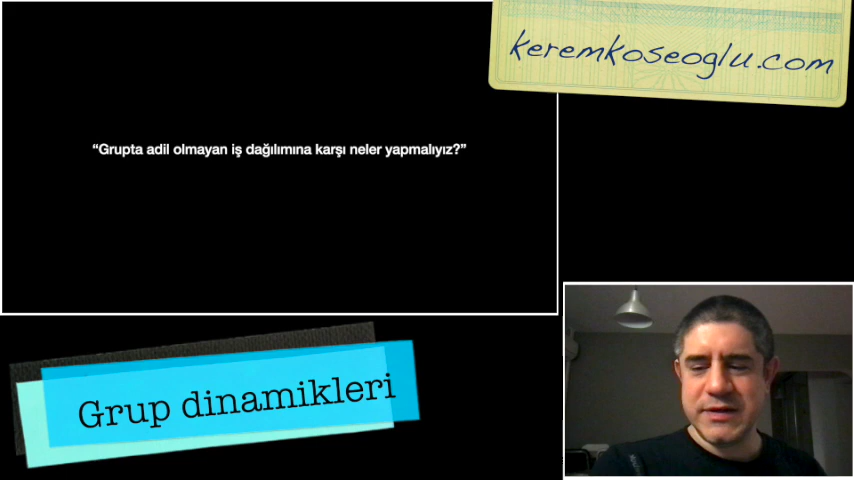 keremkoseoglu.com
“Grupta adil olmayan iş dağılımına karşı neler yapmalıyız?”
Grup dinamikleri